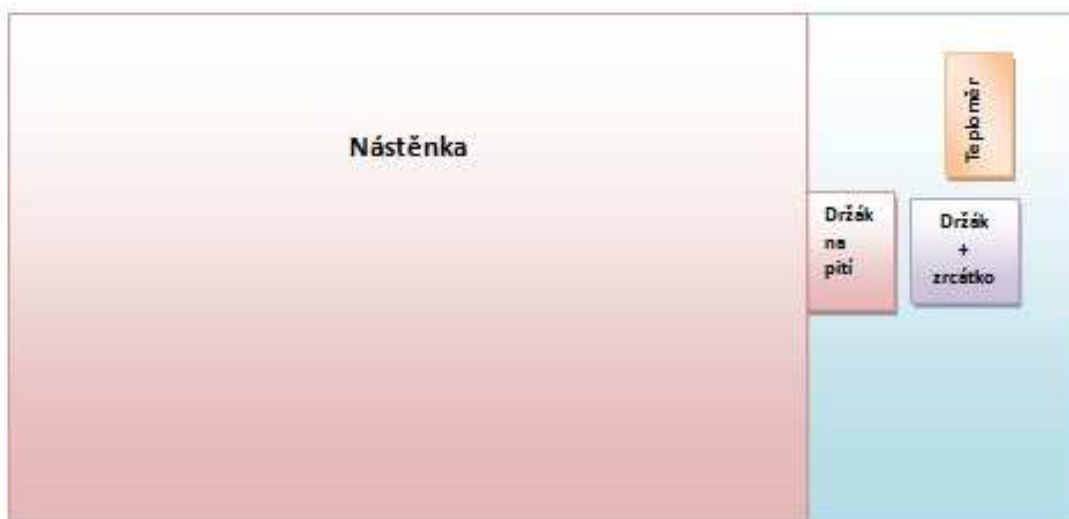 Nástěnka
Teploměr
Držák
na
pití
Držák
+
zrcátko